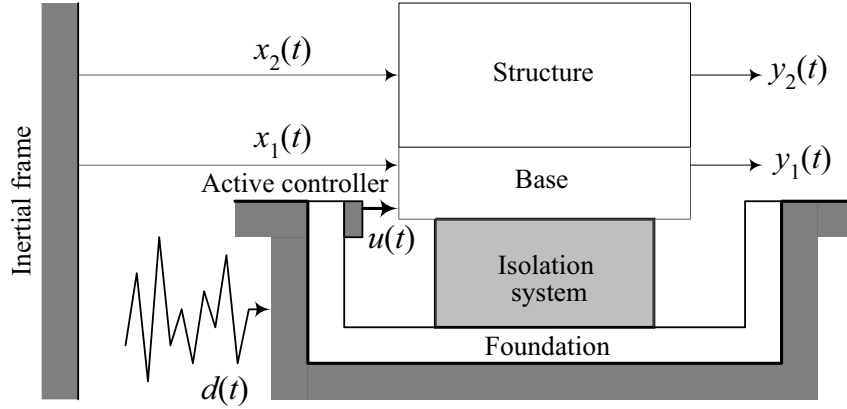 x₂(t)
Structure
y₂(t)
Inertial frame
x₁(t)
y₁(t)
Active controller
Base
u(t)
Isolation
system
Foundation
d(t)